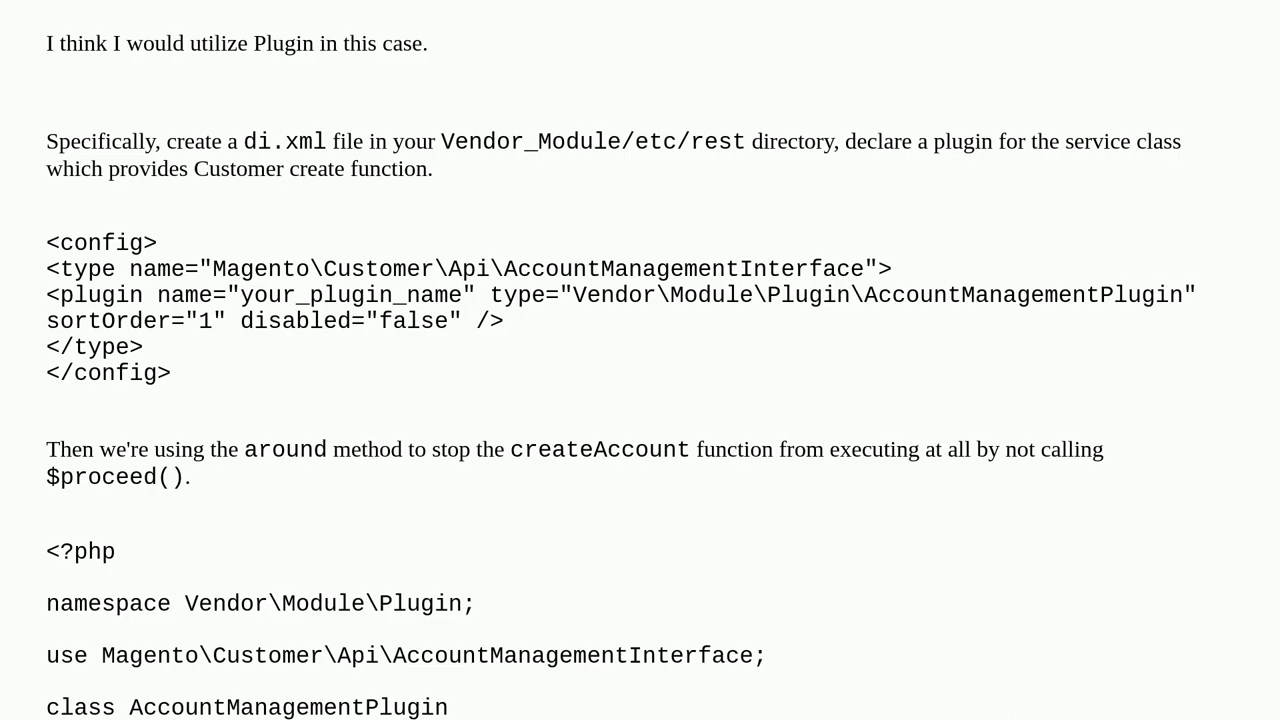 I think I would utilize Plugin in this case.
Specifically, create a di.xml file in your Vendor_Module/etc/rest directory, declare a plugin for the service class
which provides Customer create function.
<config>
<type name="Magento\Customer\Api\AccountManagementInterface">
<plugin name="your_plugin_name" type="Vendor\Module\Plugin\AccountManagementPlugin"
sortOrder="1" disabled="false" />
</type>
</config>
Then we're using the around method to stop the createAccount function from executing at all by not calling
$proceed().
<?php
namespace Vendor\Module\Plugin;
use Magento\Customer\Api\AccountManagementInterface;
class AccountManagementPlugin